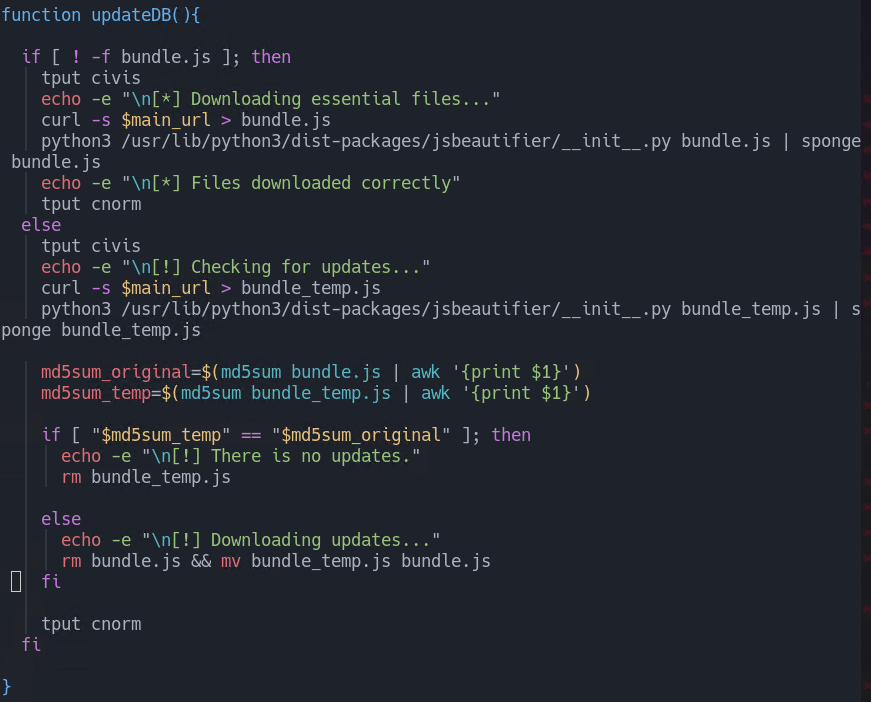 function updateDB(){
if [ ! -f bundle.js ]; then
tput civis
echo -e "\n[*] Downloading essential files..."
curl -s $main_url > bundle.js
python3 /usr/lib/python3/dist-packages/jsbeautifier/__init__.py bundle.js | sponge
bundle.js
echo -e "\n[*] Files downloaded correctly"
tput cnorm
else
tput civis
echo -e "\n[!] Checking for updates..."
curl -s $main_url > bundle_temp.js
python3 /usr/lib/python3/dist-packages/jsbeautifier/__init__.py bundle_temp.js | s
ponge bundle_temp.js
md5sum_original=$(md5sum bundle.js | awk '{print $1}')
md5sum_temp=$(md5sum bundle_temp.js | awk '{print $1}')
if [ "$md5sum_temp" == "$md5sum_original" ]; then
echo -e "\n[!] There is no updates."
rm bundle_temp.js
else
echo -e "\n[!] Downloading updates..."
rm bundle.js && mv bundle_temp.js bundle.js
fi
tput cnorm
fi
}